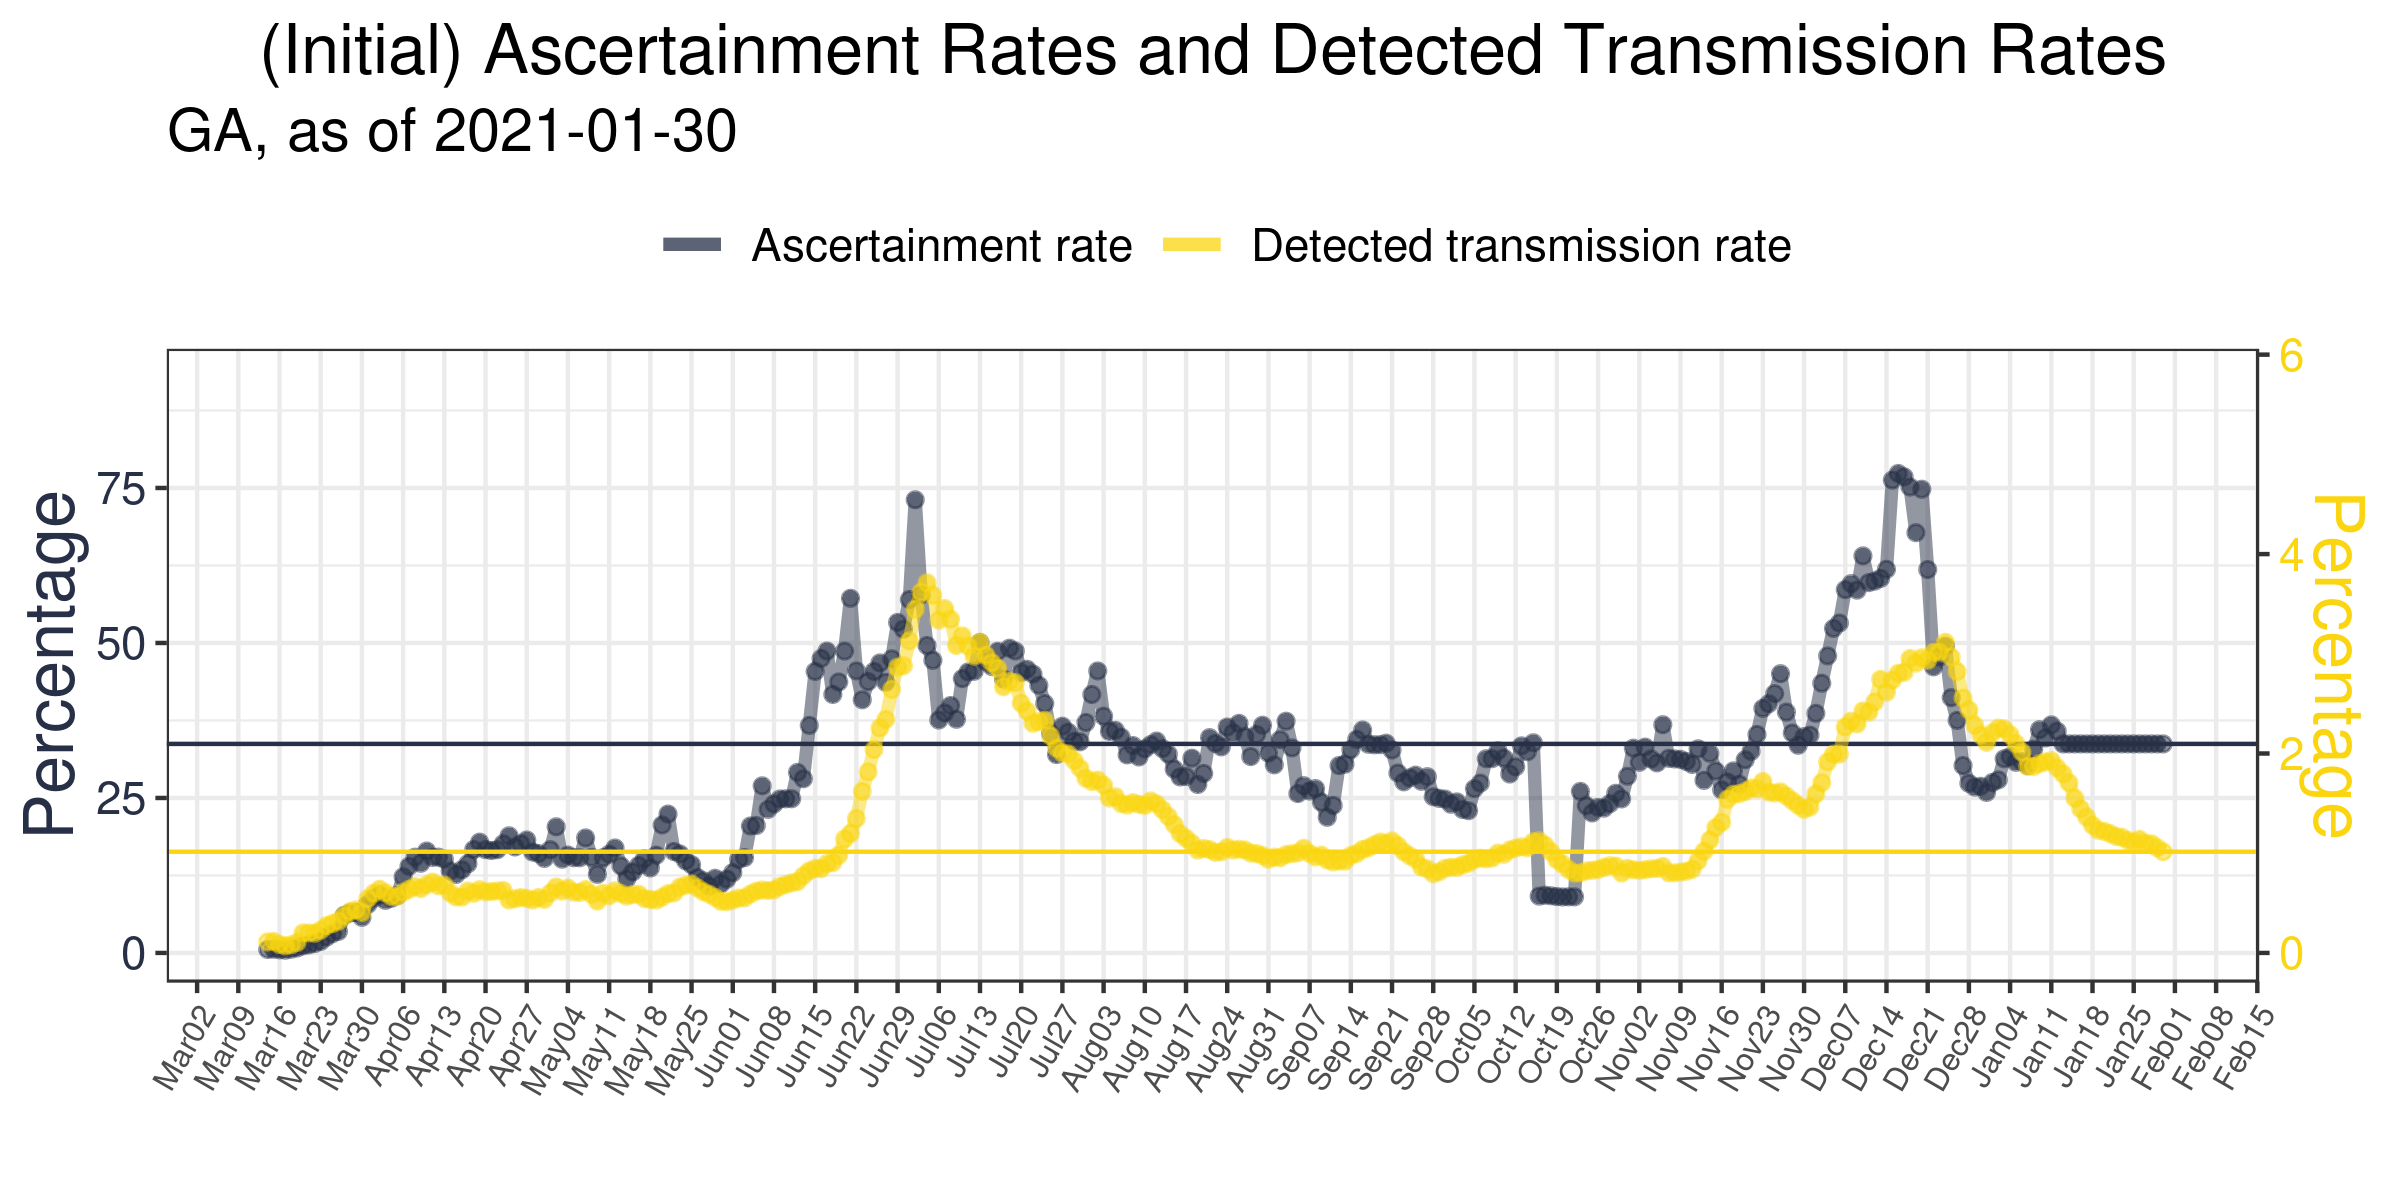 (Initial) Ascertainment Rates and Detected Transmission Rates
GA, as of 2021-01-30
Ascertainment rate
Detected transmission rate
Percentage
75
50
25
0
6
4
2
0
Percentage
Mar02
Mar09
Mar16
Mar23
Mar30
Apr06
Apr13
Apr20
Apr27
May04
May11
May18
May25
Jun01
Jun08
Jun15
Jun22
Jun29
Jul06
Jul13
Jul20
Jul27
Aug03
Aug10
Aug17
Aug24
Aug31
Sep07
Sep14
Sep21
Sep28
Oct05
Oct12
Oct19
Oct26
Nov02
Nov09
Nov16
Nov23
Nov30
Dec07
Dec14
Dec21
Dec28
Jan04
Jan11
Jan18
Jan25
Feb01
Feb08
Feb15